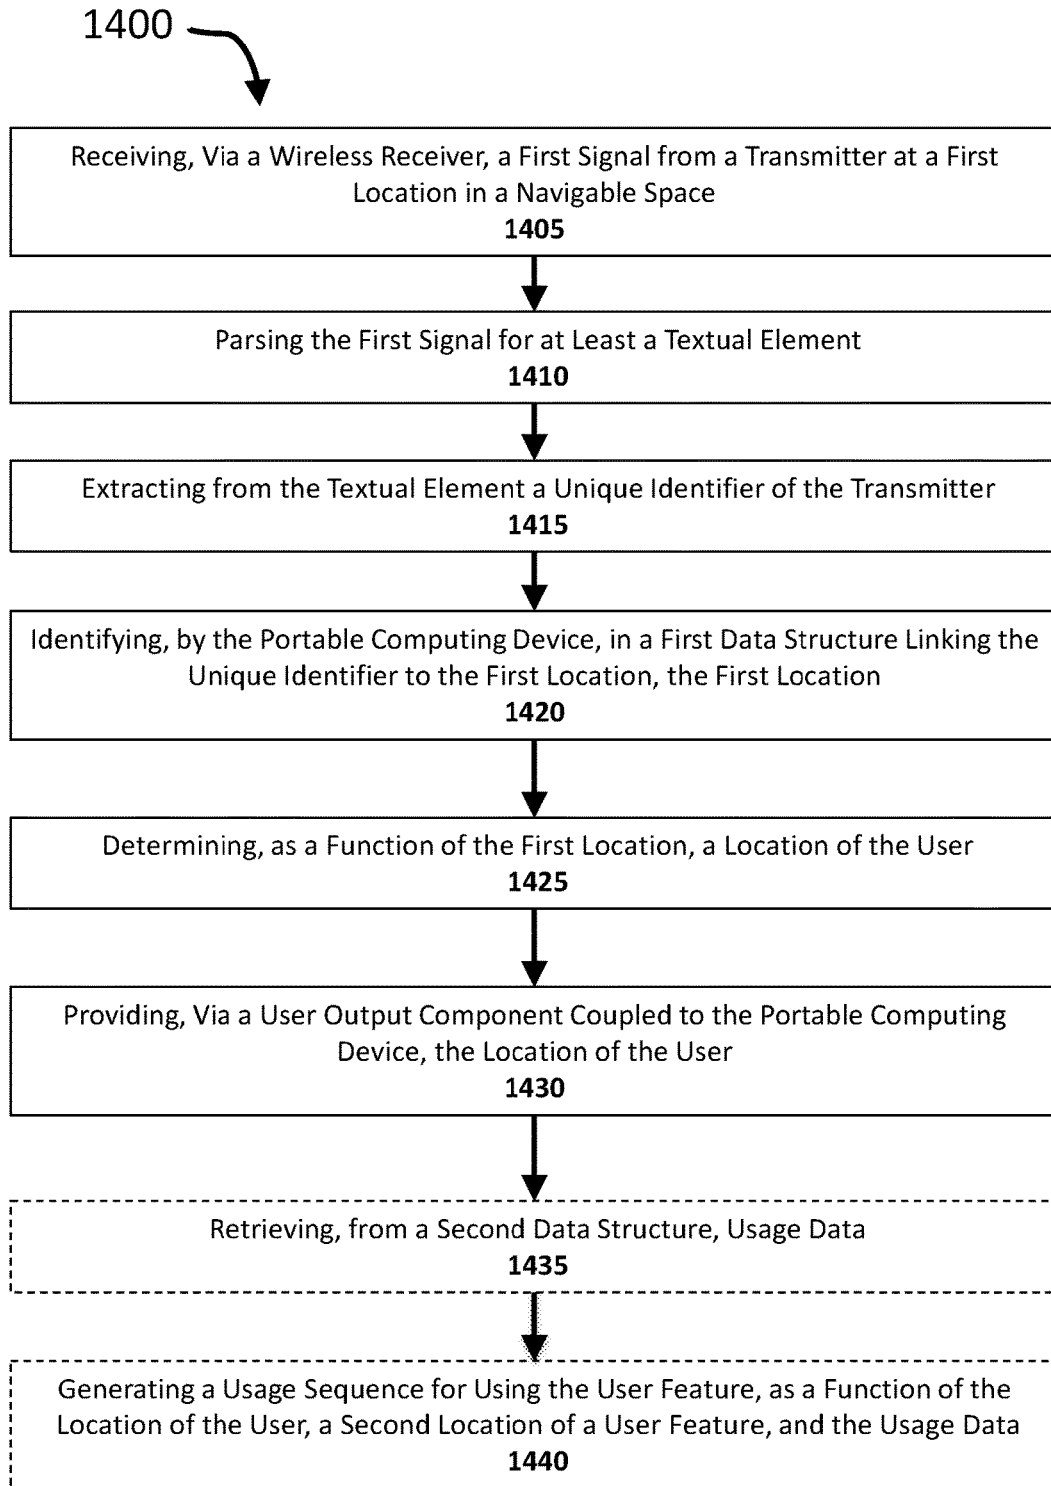 1400
Receiving, Via a Wireless Receiver, a First Signal from a Transmitter at a First
Location in a Navigable Space
1405
Parsing the First Signal for at Least a Textual Element
1410
Extracting from the Textual Element a Unique Identifier of the Transmitter
1415
Identifying, by the Portable Computing Device, in a First Data Structure Linking the
Unique Identifier to the First Location, the First Location
1420
Determining, as a Function of the First Location, a Location of the User
1425
Providing, Via a User Output Component Coupled to the Portable Computing
Device, the Location of the User
1430
Retrieving, from a Second Data Structure, Usage Data
1435
Generating a Usage Sequence for Using the User Feature, as a Function of the
Location of the User, a Second Location of a User Feature, and the Usage Data
1440